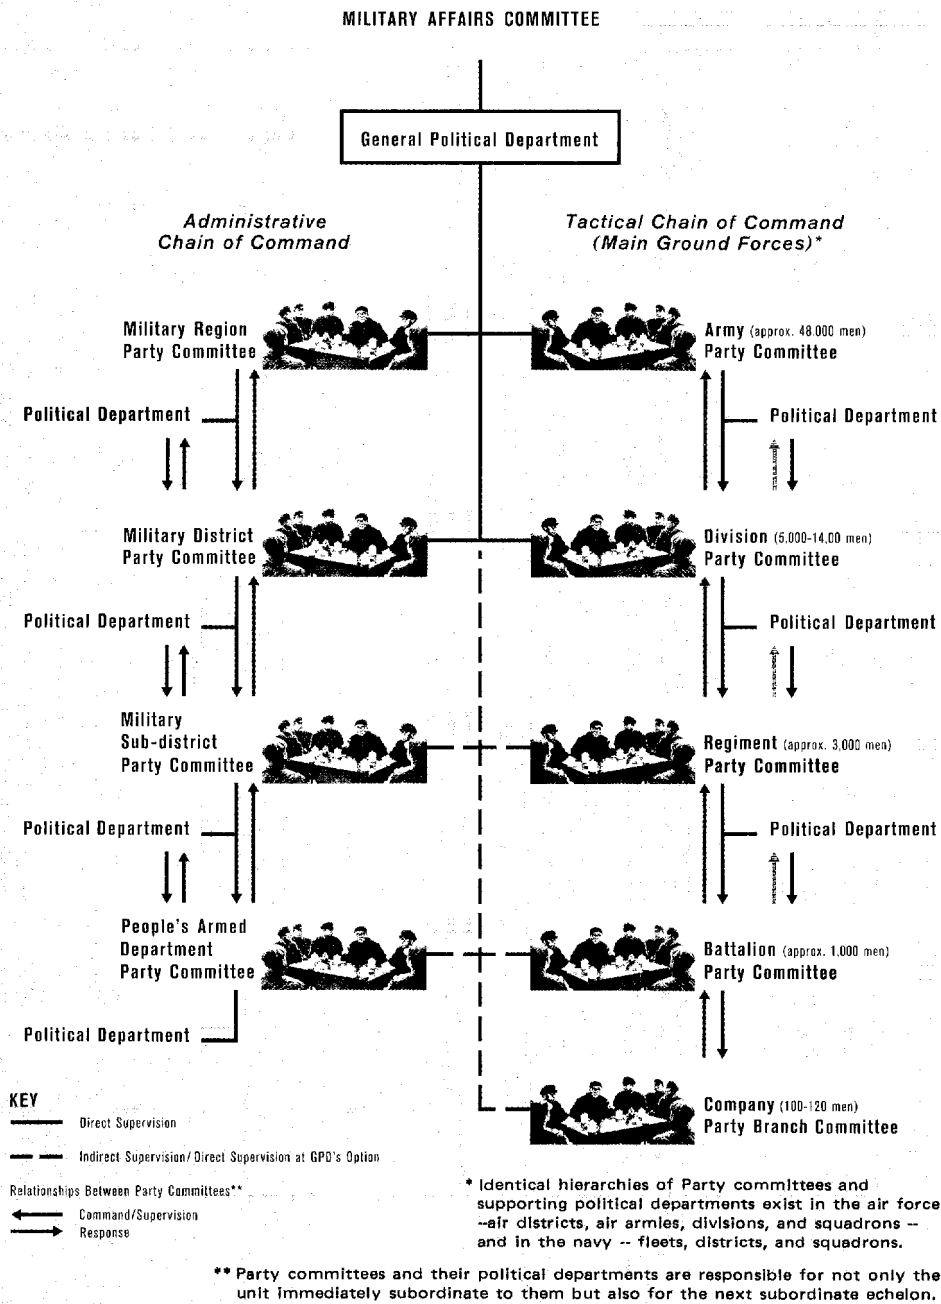 MILITARY AFFAIRS COMMITTEE
General Political Department
Administrative
Chain of Command
Tactical Chain of Command
(Main Ground Forces)*
Military Region
Party Committee
Army (approx. 48,000 men)
Party Committee
Political Department
Political Department
Military District
Party Committee
Division (5,000-14,00 men)
Party Committee
Political Department
Political Department
Military
Sub-district
Party Committee
Regiment (approx. 3,000 men)
Party Committee
Political Department
Political Department
People's Armed
Department
Party Committee
Battalion (approx. 1,000 men)
Party Committee
Political Department
Company (100-120 men)
Party Branch Committee
KEY
Direct Supervision
Indirect Supervision/Direct Supervision at GPD's Option
Relationships Between Party Committees**
Command/Supervision
Response
* Identical hierarchies of Party committees and
supporting political departments exist in the air force
--air districts, air armies, divisions, and squadrons --
and in the navy -- fleets, districts, and squadrons.
** Party committees and their political departments are responsible for not only the
unit immediately subordinate to them but also for the next subordinate echelon.